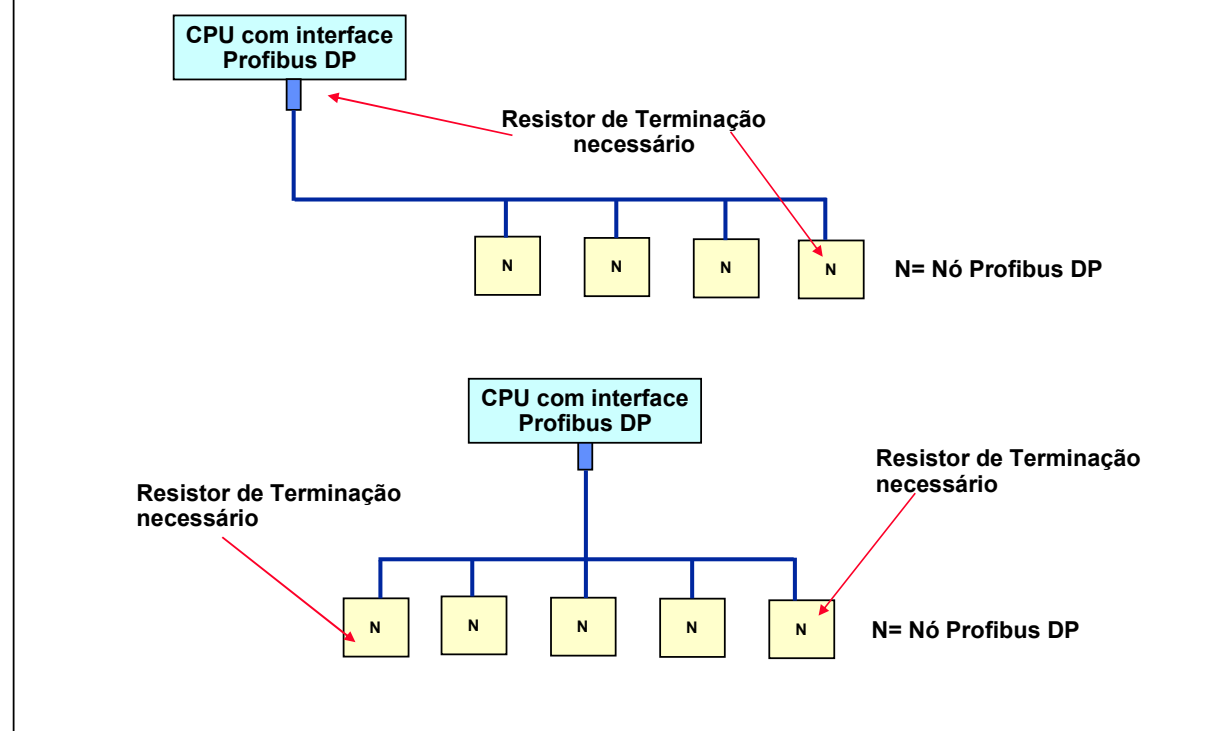 CPU com interface
Profibus DP
Resistor de Terminação
necessário
N
N
N
N
N= Nó Profibus DP
CPU com interface
Profibus DP
Resistor de Terminação
necessário
Resistor de Terminação
necessário
N
N
N
N
N
N= Nó Profibus DP